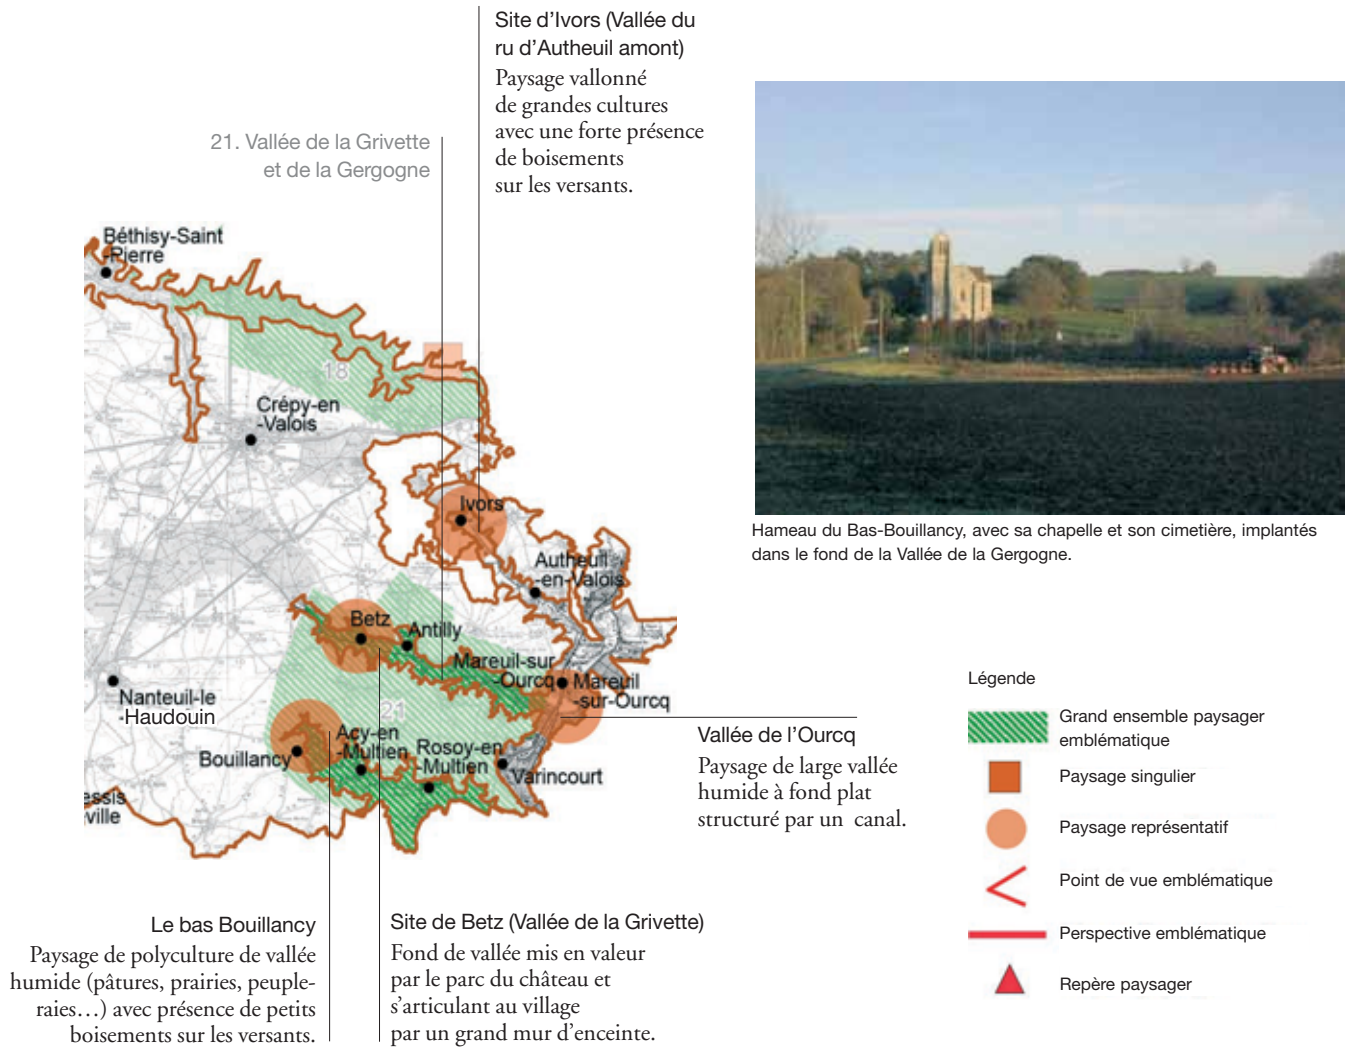 Site d'Ivors (Vallée du
ru d'Autheuil amont)
Paysage vallonné
de grandes cultures
avec une forte présence
de boisements
sur les versants.
21. Vallée de la Grivette
et de la Gergogne
Béthisy-Saint
-Pierre
18
Crépy-en
-Valois
Ivors
Autheuil
-en-Valois
Betz
Antilly
Mareuil-sur
-Ourcq
Mareuil
-sur-Ourcq
Nanteuil-le
-Haudouin
21
Acy-en
-Multien
Bouillancy
Rosoy-en
-Multien
Varincourt
essis
ville
Hameau du Bas-Bouillancy, avec sa chapelle et son cimetière, implantés
dans le fond de la Vallée de la Gergogne.
Vallée de l'Ourcq
Paysage de large vallée
humide à fond plat
structuré par un canal.
Le bas Bouillancy
Paysage de polyculture de vallée
humide (pâtures, prairies, peuple-
raies…) avec présence de petits
boisements sur les versants.
Site de Betz (Vallée de la Grivette)
Fond de vallée mis en valeur
par le parc du château et
s'articulant au village
par un grand mur d'enceinte.
Légende
Grand ensemble paysager
emblématique
Paysage singulier
Paysage représentatif
Point de vue emblématique
Perspective emblématique
Repère paysager